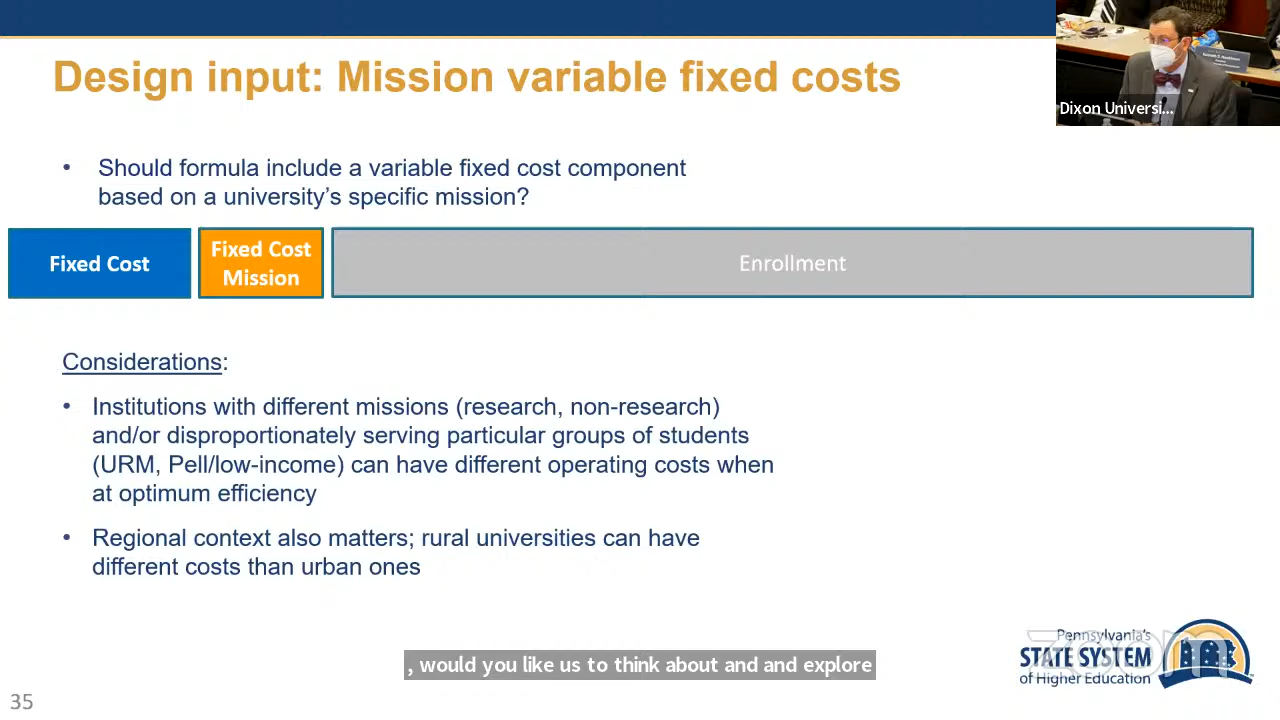 Design input: Mission variable fixed costs
Dixon Universi...
• Should formula include a variable fixed cost component
based on a university's specific mission?
Fixed Cost
Fixed Cost
Mission
Enrollment
Considerations:
• Institutions with different missions (research, non-research)
and/or disproportionately serving particular groups of students
(URM, Pell/low-income) can have different operating costs when
at optimum efficiency
• Regional context also matters; rural universities can have
different costs than urban ones
zoom
Pennsylvania's
STATE SYSTEM
of Higher Education
, would you like us to think about and and explore
35